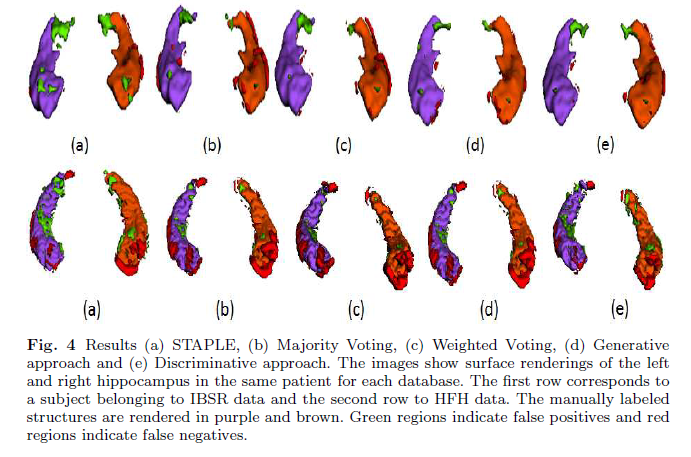 (a) (b) (c) (d) (e)
(a) (b) (c) (d) (e)
Fig. 4 Results (a) STAPLE, (b) Majority Voting, (c) Weighted Voting, (d) Generative
approach and (e) Discriminative approach. The images show surface renderings of the left
and right hippocampus in the same patient for each database. The first row corresponds to
a subject belonging to IBSR data and the second row to HFH data. The manually labeled
structures are rendered in purple and brown. Green regions indicate false positives and red
regions indicate false negatives.